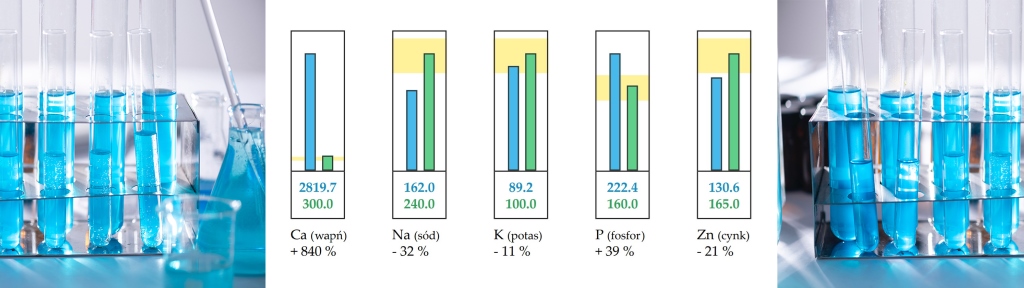 2819.7
300.0
Ca (wapń)
+ 840 %
162.0
240.0
Na (sód)
- 32 %
89.2
100.0
K (potas)
- 11 %
222.4
160.0
P (fosfor)
+ 39 %
130.6
165.0
Zn (cynk)
- 21 %